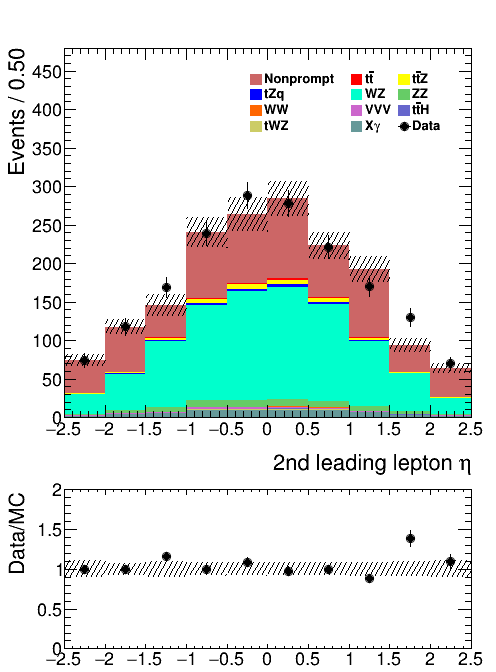 Events / 0.50
450
400
350
300
250
200
150
100
50
0
Nonprompt tt̄ tt̄Z
tZq WZ ZZ
WW VVV tt̄H
tWZ Xγ Data
−2.5 −2 −1.5 −1 −0.5 0 0.5 1 1.5 2 2.5
2nd leading lepton η
Data/MC
2
1.5
1
0.5
0
−2.5 −2 −1.5 −1 −0.5 0 0.5 1 1.5 2 2.5